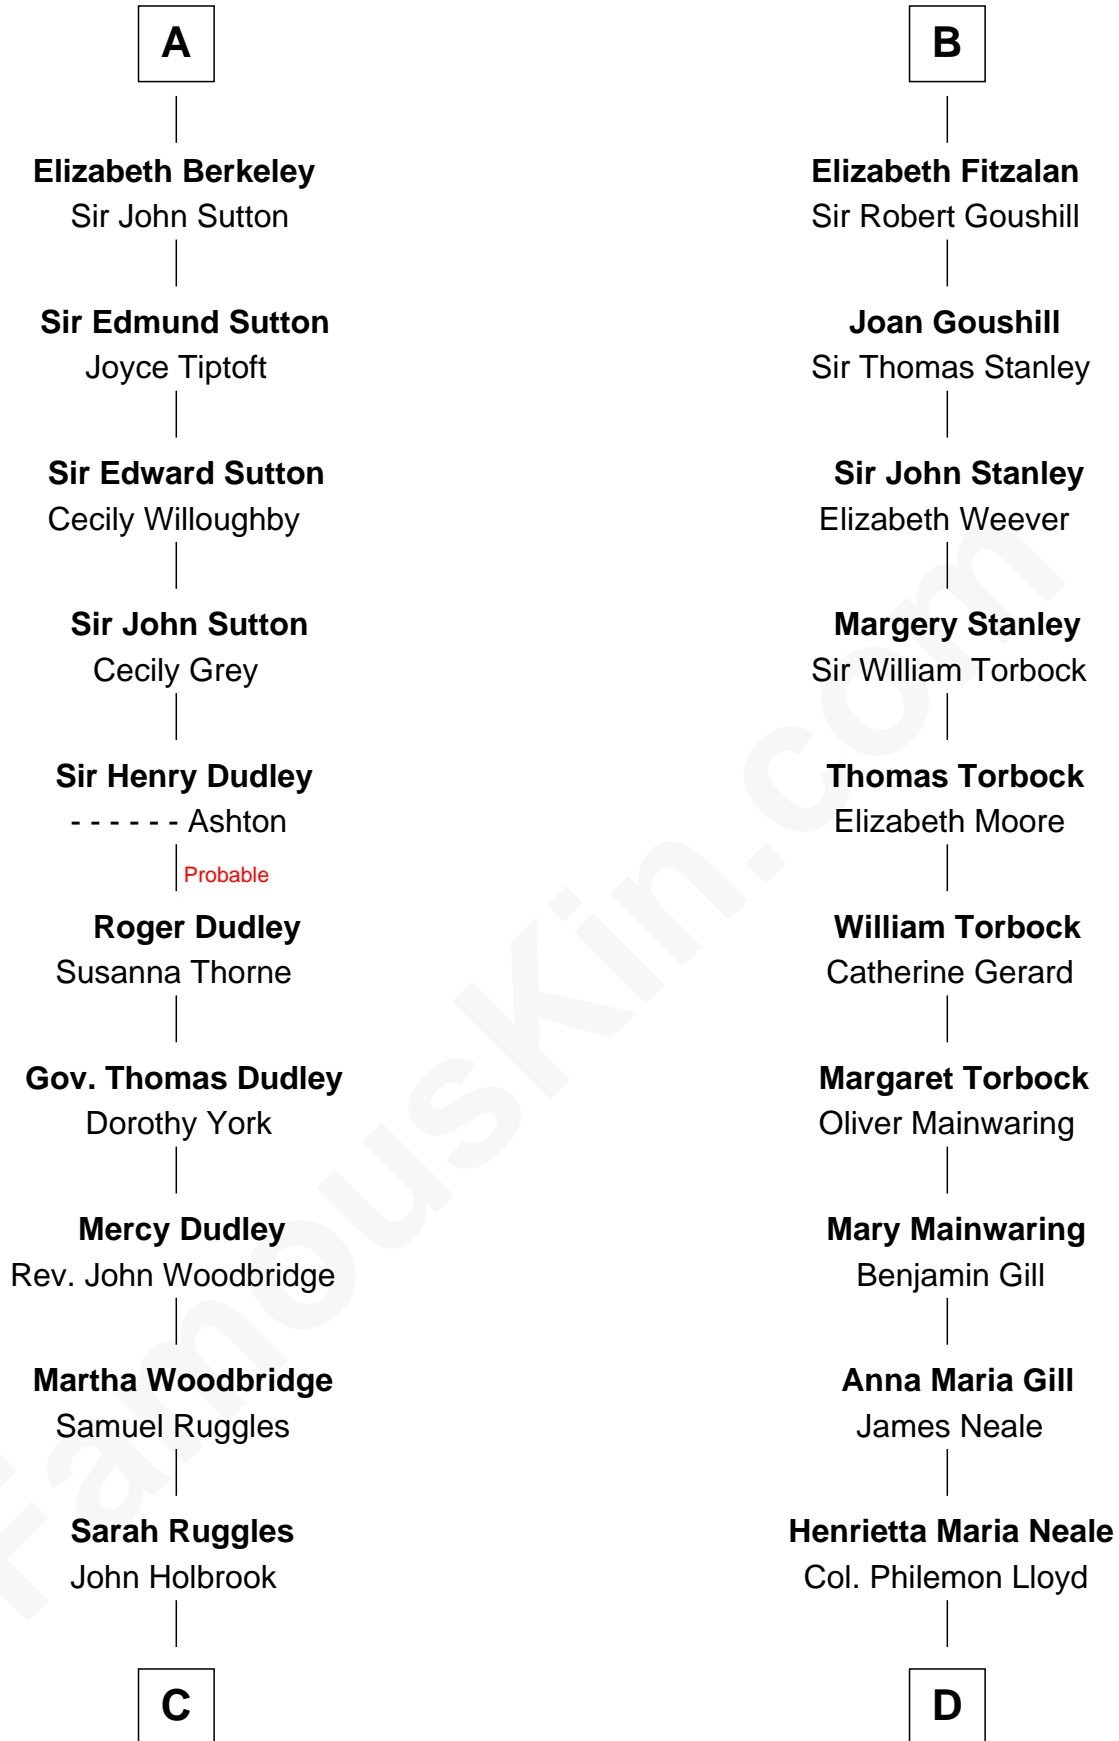 A
Elizabeth Berkeley
Sir John Sutton
Sir Edmund Sutton
Joyce Tiptoft
Sir Edward Sutton
Cecily Willoughby
Sir John Sutton
Cecily Grey
Sir Henry Dudley
- - - - - - Ashton
Probable
Roger Dudley
Susanna Thorne
Gov. Thomas Dudley
Dorothy York
Mercy Dudley
Rev. John Woodbridge
Martha Woodbridge
Samuel Ruggles
Sarah Ruggles
John Holbrook
C
B
Elizabeth Fitzalan
Sir Robert Goushill
Joan Goushill
Sir Thomas Stanley
Sir John Stanley
Elizabeth Weever
Margery Stanley
Sir William Torbock
Thomas Torbock
Elizabeth Moore
William Torbock
Catherine Gerard
Margaret Torbock
Oliver Mainwaring
Mary Mainwaring
Benjamin Gill
Anna Maria Gill
James Neale
Henrietta Maria Neale
Col. Philemon Lloyd
D
FamousKin.com